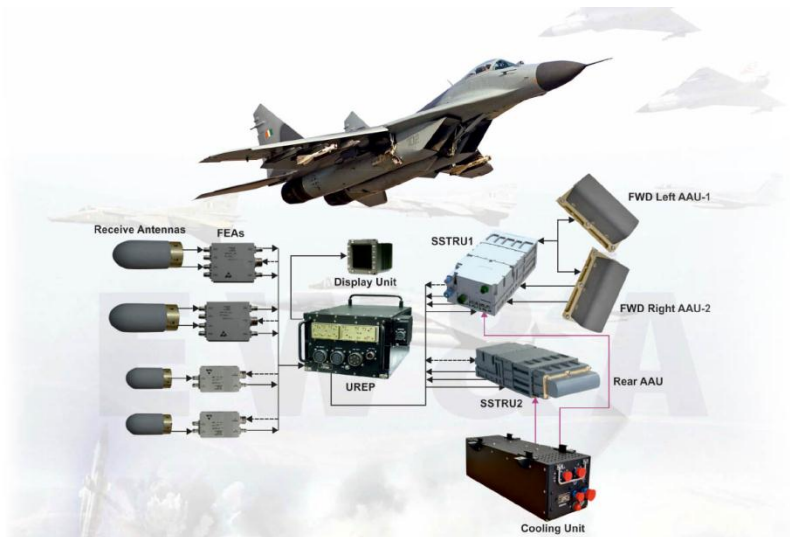 Receive Antennas
FEAs
Display Unit
UREP
SSTRU1
FWD Left AAU-1
FWD Right AAU-2
Rear AAU
SSTRU2
Cooling Unit